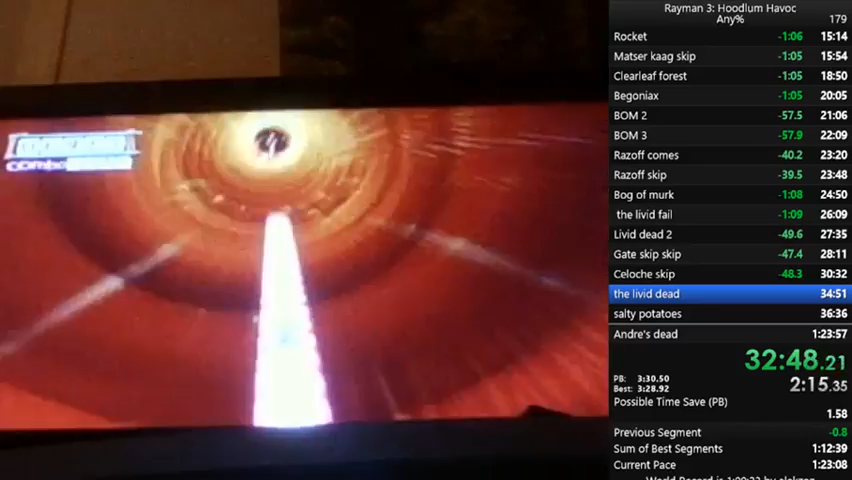 combo
Rayman 3: Hoodlum Havoc
Any% 179
Rocket -1:06 15:14
Matser kaag skip -1:05 15:54
Clearleaf forest -1:05 18:50
Begoniax -1:05 20:05
BOM 2 -57.5 21:06
BOM 3 -57.9 22:09
Razoff comes -40.2 23:20
Razoff skip -39.5 23:48
Bog of murk -1:08 24:50
the livid fail -1:09 26:09
Livid dead 2 -49.6 27:35
Gate skip skip -47.4 28:11
Celoche skip -48.3 30:32
the livid dead 34:51
salty potatoes 36:36
Andre's dead 1:23:57
32:48.21
PB: 3:30.50
Best: 3:28.92
2:15.35
Possible Time Save (PB)
1.58
Previous Segment -0.8
Sum of Best Segments 1:12:39
Current Pace 1:23:08
World Record is